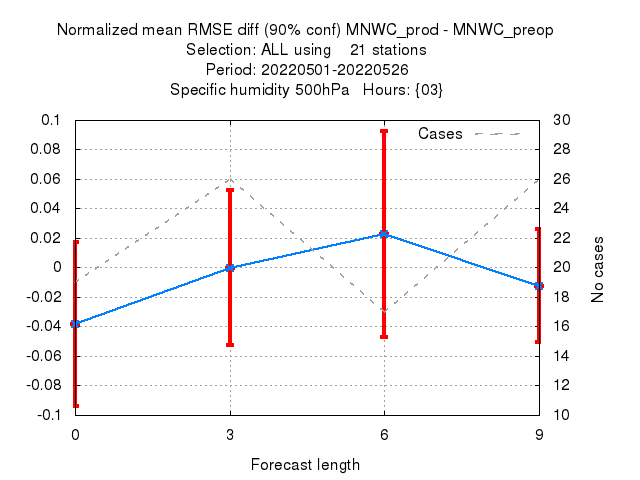 Normalized mean RMSE diff (90% conf) MNWC_prod - MNWC_preop
Selection: ALL using    21 stations
Period: 20220501-20220526
Specific humidity 500hPa   Hours: {03}
Cases
0.1
0.08
0.06
0.04
0.02
0
-0.02
-0.04
-0.06
-0.08
-0.1
30
28
26
24
22
20
18
16
14
12
10
No cases
0 3 6 9
Forecast length